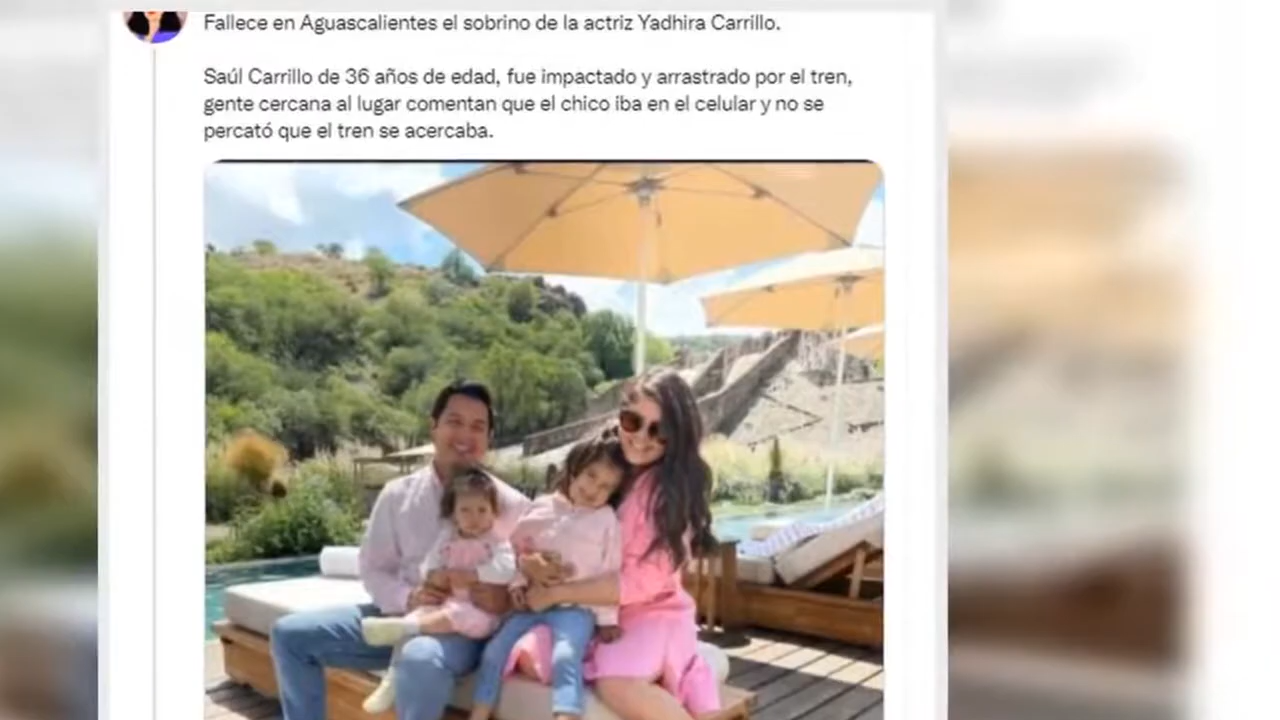 Fallece en Aguascalientes el sobrino de la actriz Yadhira Carrillo.
Saúl Carrillo de 36 años de edad, fue impactado y arrastrado por el tren,
gente cercana al lugar comentan que el chico iba en el celular y no se
percató que el tren se acercaba.